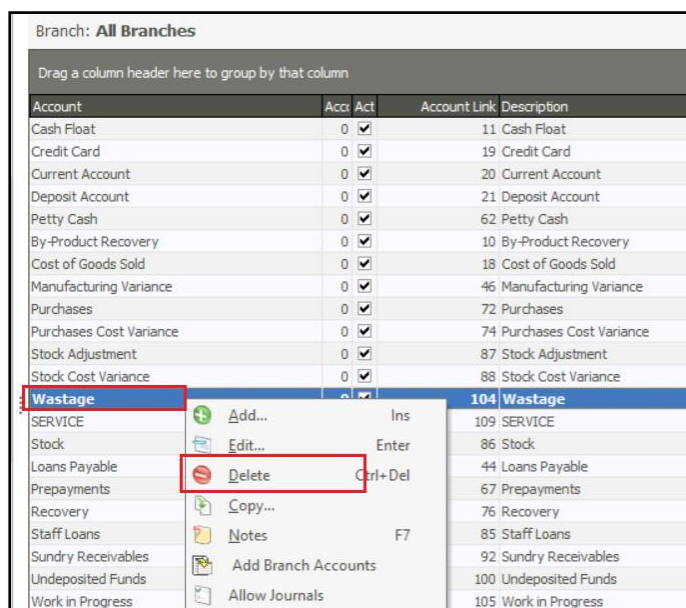 Branch: All Branches
Drag a column header here to group by that column
Account Acc Act Account Link Description
Cash Float 0 11 Cash Float
Credit Card 0 19 Credit Card
Current Account 0 20 Current Account
Deposit Account 0 21 Deposit Account
Petty Cash 0 62 Petty Cash
By-Product Recovery 0 10 By-Product Recovery
Cost of Goods Sold 0 18 Cost of Goods Sold
Manufacturing Variance 0 46 Manufacturing Variance
Purchases 0 72 Purchases
Purchases Cost Variance 0 74 Purchases Cost Variance
Stock Adjustment 0 87 Stock Adjustment
Stock Cost Variance 0 88 Stock Cost Variance
Wastage 0 104 Wastage
SERVICE Add... Ins 109 SERVICE
Stock Edit... Enter 86 Stock
Loans Payable 44 Loans Payable
Prepayments Delete Ctrl+Del 67 Prepayments
Recovery Copy... 76 Recovery
Staff Loans Notes F7 85 Staff Loans
Sundry Receivables Add Branch Accounts 92 Sundry Receivables
Undeposited Funds 100 Undeposited Funds
Work in Progress Allow Journals 105 Work in Progress